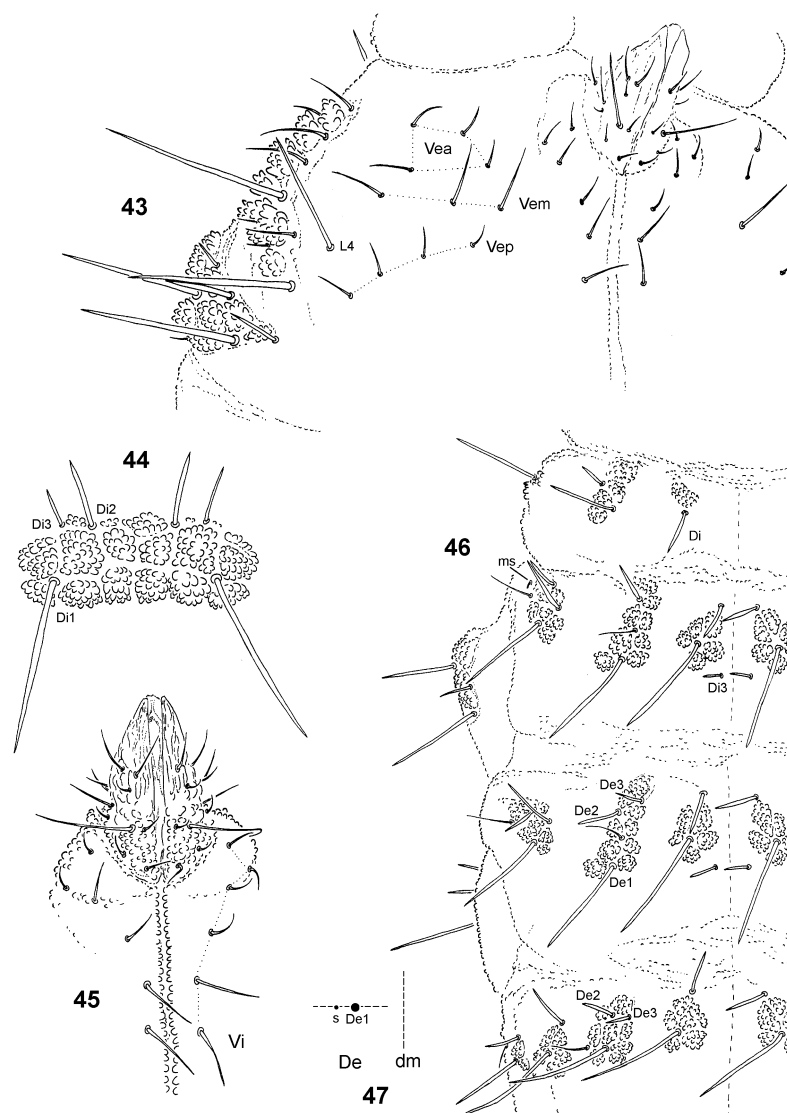 43
Vea
Vem
L4
Vep
44
Di3
Di2
Di1
46
Di
ms
Di3
De3
De2
De1
De2
De3
45
Vi
s De1
De dm
47